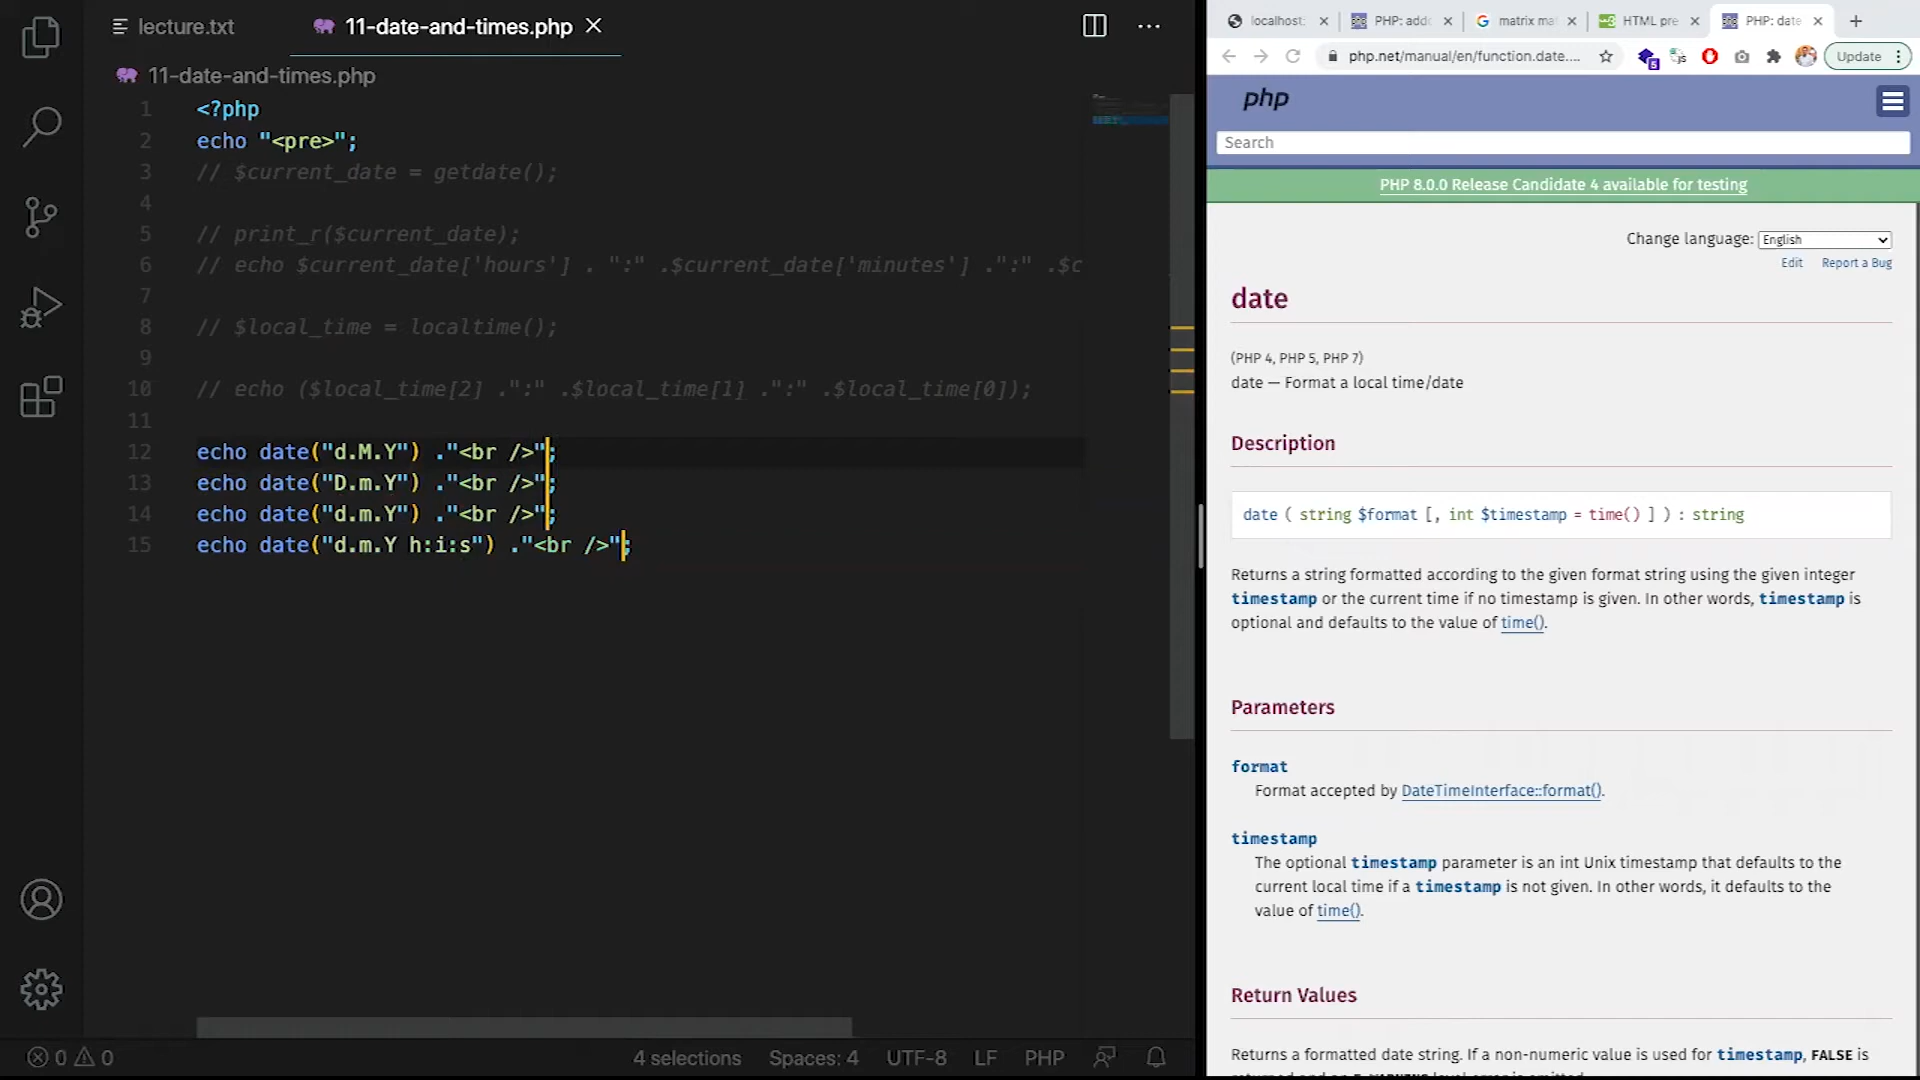 lecture.txt
11-date-and-times.php
11-date-and-times.php
1 <?php
2 echo "<pre>";
3 // $current_date = getdate();
4
5 // print_r($current_date);
6 // echo $current_date['hours'] . ":" .$current_date['minutes'] .":" .$c
7
8 // $local_time = localtime();
9
10 // echo ($local_time[2] .":" .$local_time[1] .":" .$local_time[0]);
11
12 echo date("d.M.Y") ."<br />";
13 echo date("D.m.Y") ."<br />";
14 echo date("d.m.Y") ."<br />";
15 echo date("d.m.Y h:i:s") ."<br />";
0 0
4 selections Spaces: 4 UTF-8 LF PHP
localhost: PHP: add matrix ma HTML pre PHP: date
php.net/manual/en/function.date.... Update
php
Search
PHP 8.0.0 Release Candidate 4 available for testing
Change language: English
Edit Report a Bug
date
(PHP 4, PHP 5, PHP 7)
date — Format a local time/date
Description
date ( string $format [, int $timestamp = time() ] ) : string
Returns a string formatted according to the given format string using the given integer
timestamp or the current time if no timestamp is given. In other words, timestamp is
optional and defaults to the value of time().
Parameters
format
Format accepted by DateTimeInterface::format().
timestamp
The optional timestamp parameter is an int Unix timestamp that defaults to the
current local time if a timestamp is not given. In other words, it defaults to the
value of time().
Return Values
Returns a formatted date string. If a non-numeric value is used for timestamp, FALSE is